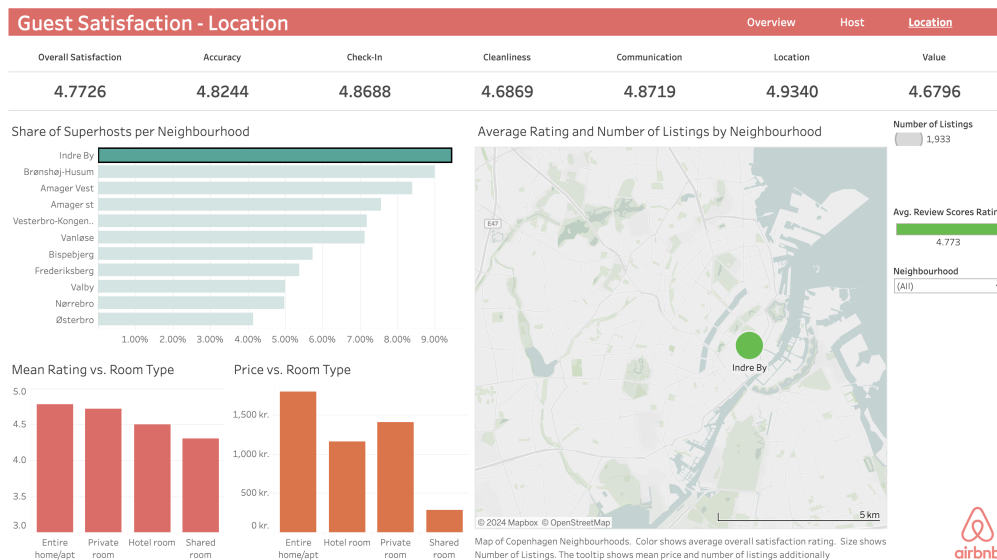 Guest Satisfaction - Location
Overview
Host
Location
Overall Satisfaction
Accuracy
Check-In
Cleanliness
Communication
Location
Value
4.7726
4.8244
4.8688
4.6869
4.8719
4.9340
4.6796
Share of Superhosts per Neighbourhood
Indre By
Brønshøj-Husum
Amager Vest
Amager st
Vesterbro-Kongen..
Vanløse
Bispebjerg
Frederiksberg
Valby
Nørrebro
Østerbro
1.00% 2.00% 3.00% 4.00% 5.00% 6.00% 7.00% 8.00% 9.00%
Average Rating and Number of Listings by Neighbourhood
E47
Indre By
© 2024 Mapbox © OpenStreetMap
5 km
Map of Copenhagen Neighbourhoods. Color shows average overall satisfaction rating. Size shows
Number of Listings. The tooltip shows mean price and number of listings additionally
Number of Listings
1,933
Avg. Review Scores Ratin
4.773
Neighbourhood
(All)
Mean Rating vs. Room Type
5.0
4.5
4.0
3.5
3.0
Entire
home/apt
Private
room
Hotel room
Shared
room
Price vs. Room Type
1,500 kr.
1,000 kr.
500 kr.
0 kr.
Entire
home/apt
Hotel room
Private
room
Shared
room
airbnb